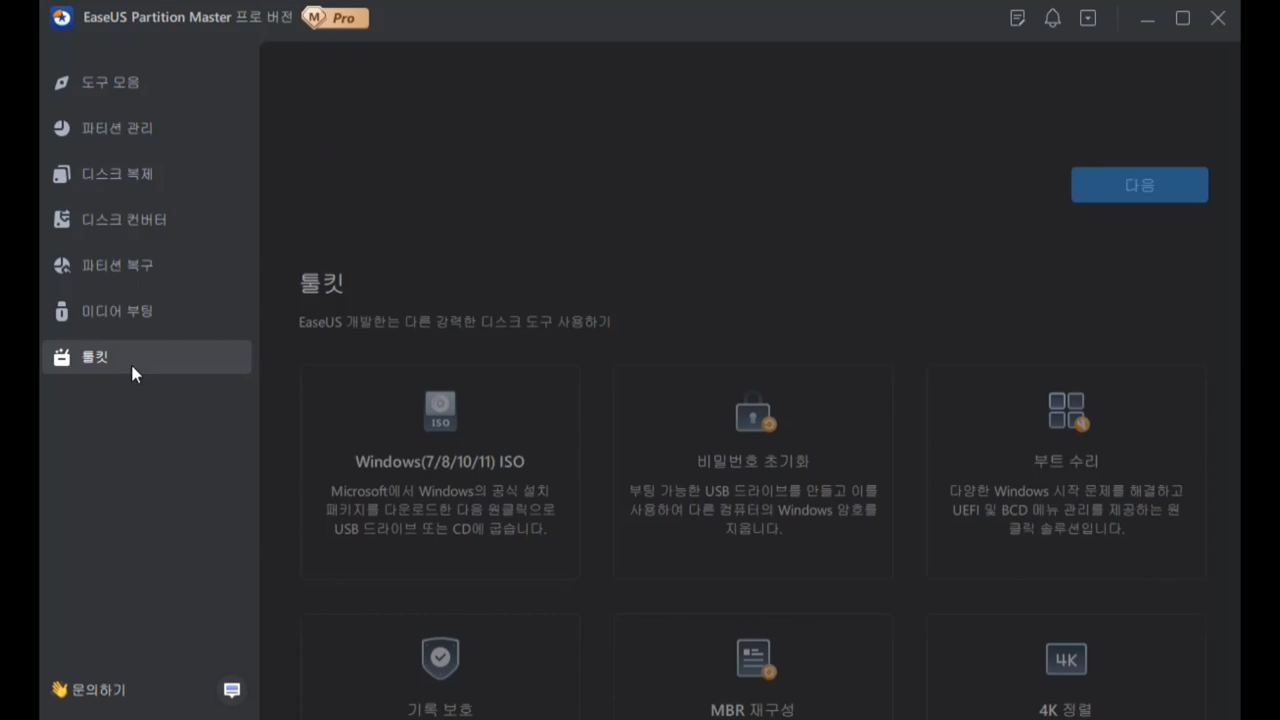 EaseUS Partition Master 프로 버전
M Pro
도구 모음
파티션 관리
디스크 복제
디스크 컨버터
파티션 복구
미디어 부팅
툴킷
문의하기
다음
툴킷
EaseUS 개발한는 다른 강력한 디스크 도구 사용하기
ISO
Windows(7/8/10/11) ISO
Microsoft에서 Windows의 공식 설치
패키지를 다운로드한 다음 원클릭으로
USB 드라이브 또는 CD에 굽습니다.
비밀번호 초기화
부팅 가능한 USB 드라이브를 만들고 이를
사용하여 다른 컴퓨터의 Windows 암호를
지웁니다.
부트 수리
다양한 Windows 시작 문제를 해결하고
UEFI 및 BCD 메뉴 관리를 제공하는 원
클릭 솔루션입니다.
기록 보호
MBR 재구성
4K
4K 정렬